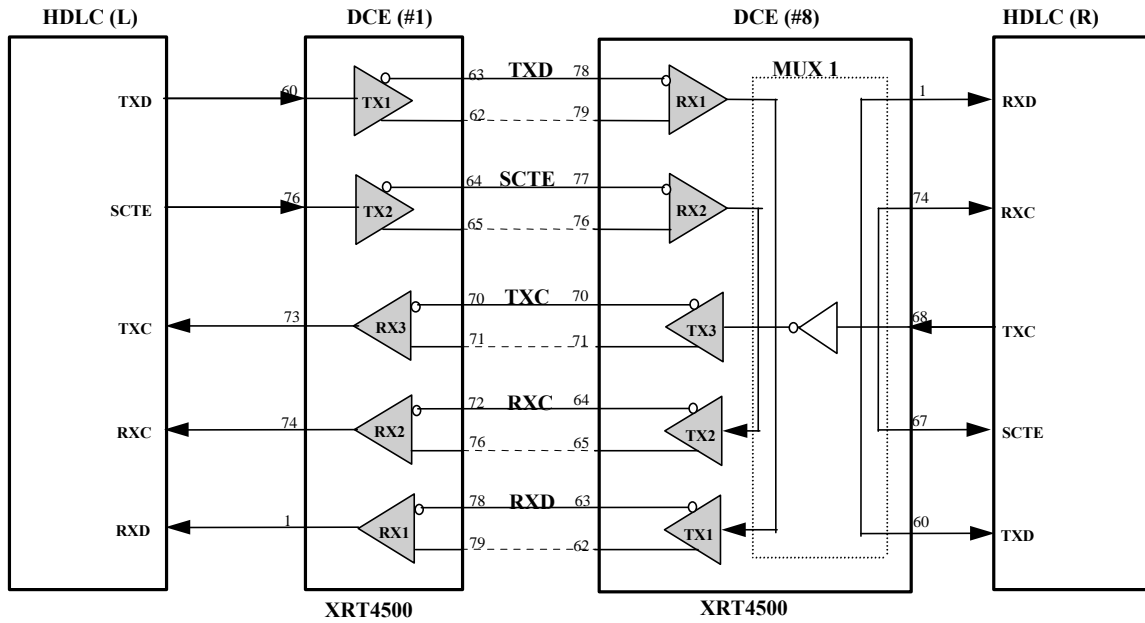 HDLC (L) DCE (#1) DCE (#8) HDLC (R)
TXD 60 TX1 63 TXD 78 RX1 MUX 1 1 RXD
62 79
SCTE 76 TX2 64 SCTE 77 RX2 74 RXC
65 76
TXC 73 RX3 70 TXC 70 TX3 68 TXC
71 71
RXC 74 RX2 72 RXC 64 TX2 67 SCTE
76 65
RXD 1 RX1 78 RXD 63 TX1 60 TXD
79 62
XRT4500 XRT4500